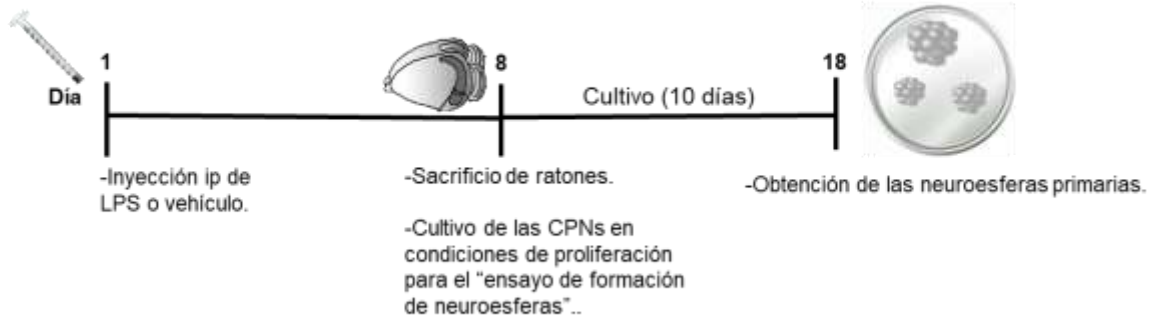 1
8
18
Día
Cultivo (10 días)
-Inyección ip de
LPS o vehículo.
-Sacrificio de ratones.
-Cultivo de las CPNs en
condiciones de proliferación
para el “ensayo de formación
de neuroesferas”..
-Obtención de las neuroesferas primarias.